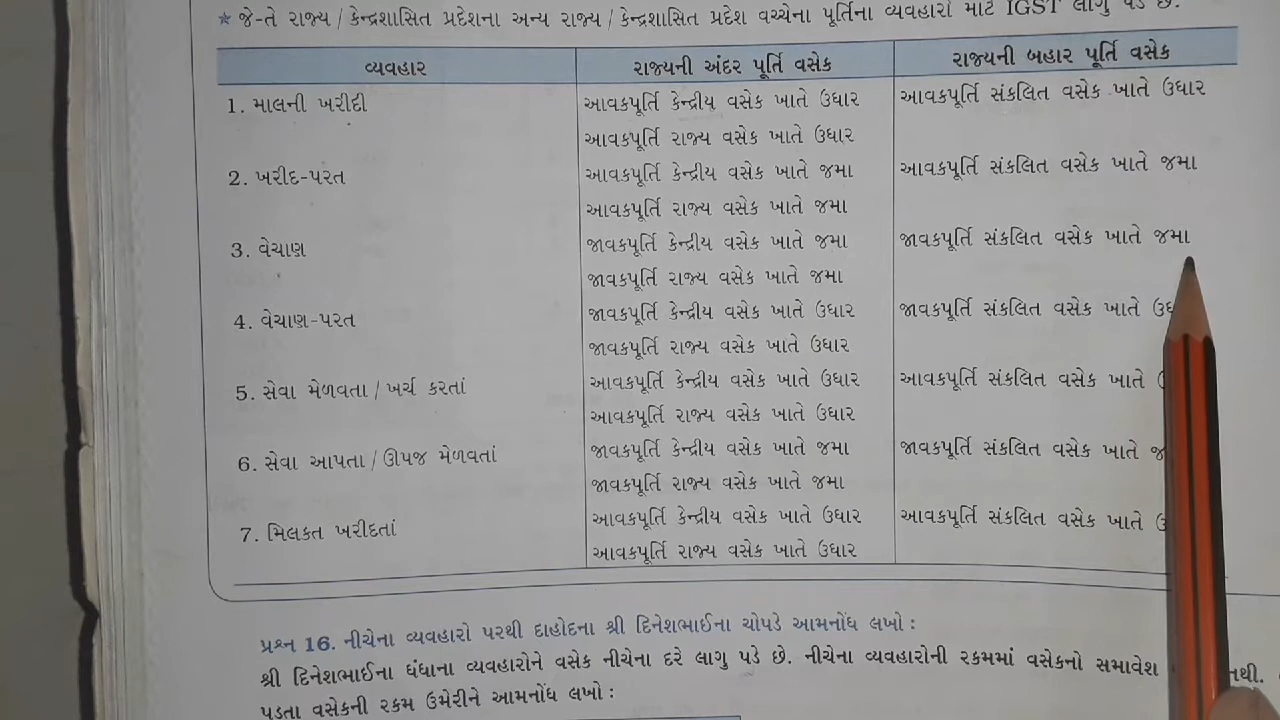 ★ જે-તે રાજ્ય / કેન્દ્રશાસિત પ્રદેશના અન્ય રાજ્ય / કેન્દ્રશાસિત પ્રદેશ વચ્ચેના પૂર્તિના વ્યવહારો માટે IGST લાગુ પડે છે.
વ્યવહાર રાજ્યની અંદર પૂર્તિ વસેક રાજ્યની બહાર પૂર્તિ વસેક
1. માલની ખરીદી આવકપૂર્તિ કેન્દ્રીય વસેક ખાતે ઉધાર આવકપૂર્તિ સંકલિત વસેક ખાતે ઉધાર
આવકપૂર્તિ રાજ્ય વસેક ખાતે ઉધાર
2. ખરીદ-પરત આવકપૂર્તિ કેન્દ્રીય વસેક ખાતે જમા આવકપૂર્તિ સંકલિત વસેક ખાતે જમા
આવકપૂર્તિ રાજ્ય વસેક ખાતે જમા
3. વેચાણ જાવકપૂર્તિ કેન્દ્રીય વસેક ખાતે જમા જાવકપૂર્તિ સંકલિત વસેક ખાતે જમા
જાવકપૂર્તિ રાજ્ય વસેક ખાતે જમા
4. વેચાણ-પરત જાવકપૂર્તિ કેન્દ્રીય વસેક ખાતે ઉધાર જાવકપૂર્તિ સંકલિત વસેક ખાતે
જાવકપૂર્તિ રાજ્ય વસેક ખાતે ઉધાર
5. સેવા મેળવતા / ખર્ચ કરતાં આવકપૂર્તિ કેન્દ્રીય વસેક ખાતે ઉધાર આવકપૂર્તિ સંકલિત વસેક ખાતે
આવકપૂર્તિ રાજ્ય વસેક ખાતે ઉધાર
6. સેવા આપતા / ઊપજ મેળવતાં જાવકપૂર્તિ કેન્દ્રીય વસેક ખાતે જમા જાવકપૂર્તિ સંકલિત વસેક ખાતે
જાવકપૂર્તિ રાજ્ય વસેક ખાતે જમા
7. મિલકત ખરીદતાં આવકપૂર્તિ કેન્દ્રીય વસેક ખાતે ઉધાર આવકપૂર્તિ સંકલિત વસેક ખાતે
આવકપૂર્તિ રાજ્ય વસેક ખાતે ઉધાર
પ્રશ્ન 16. નીચેના વ્યવહારો પરથી દાહોદના શ્રી દિનેશભાઈના ચોપડે આમનોંધ લખો :
શ્રી દિનેશભાઈના ધંધાના વ્યવહારોને વસેક નીચેના દરે લાગુ પડે છે. નીચેના વ્યવહારોની રકમમાં વસેકનો સમાવેશ
પડતા વસેકની રકમ ઉમેરીને આમનોંધ લખો :